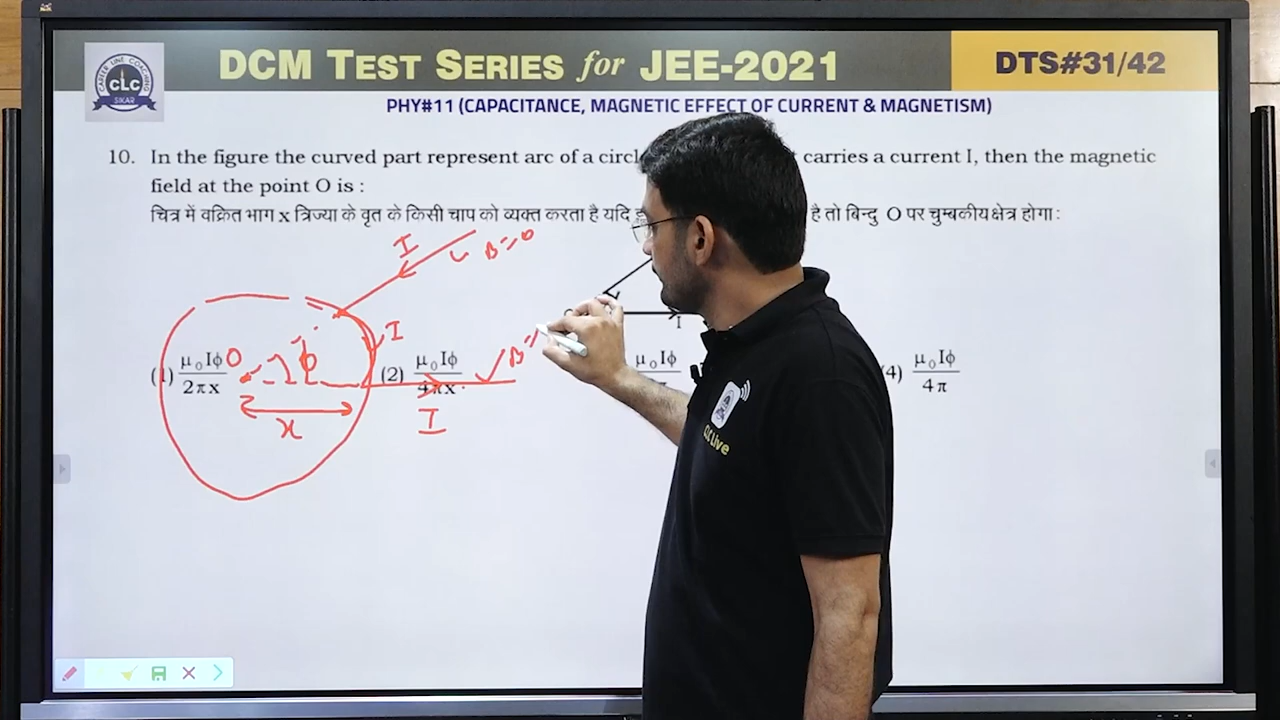 DCM TEST SERIES for JEE-2021
DTS#31/42
CAREER LINE COACHING
CLC
SIKAR
PHY#11 (CAPACITANCE, MAGNETIC EFFECT OF CURRENT & MAGNETISM)
10. In the figure the curved part represent arc of a circ carries a current I, then the magnetic
field at the point O is :
चित्र में वक्रित भाग x त्रिज्या के वृत के किसी चाप को व्यक्त करता है यदि है तो बिन्दु O पर चुम्बकीय क्षेत्र होगा :
I
B=0
I
I
O
ϕ
x
I
B=
(1) μ₀Iϕ / 2πx
(2) μ₀Iϕ / 4πx
μ₀Iϕ
4) μ₀Iϕ / 4π
CLC Live